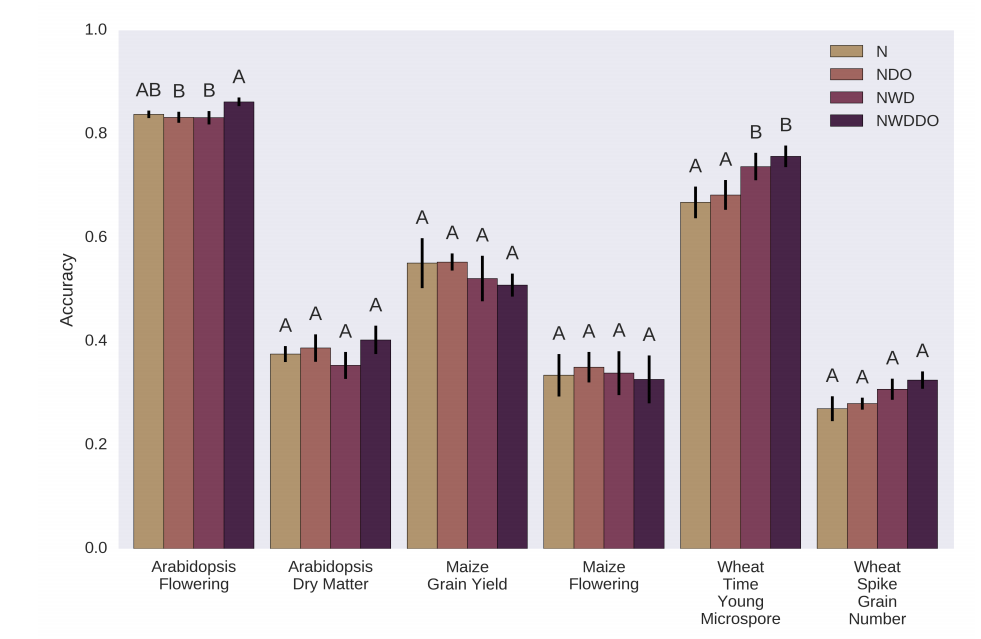 1.0
0.8
0.6
0.4
0.2
0.0
Accuracy
N
NDO
NWD
NWDDO
AB B B A
A A A A
A A A A
A A A A
A A B B
A A A A
Arabidopsis
Flowering
Arabidopsis
Dry Matter
Maize
Grain Yield
Maize
Flowering
Wheat
Time
Young
Microspore
Wheat
Spike
Grain
Number